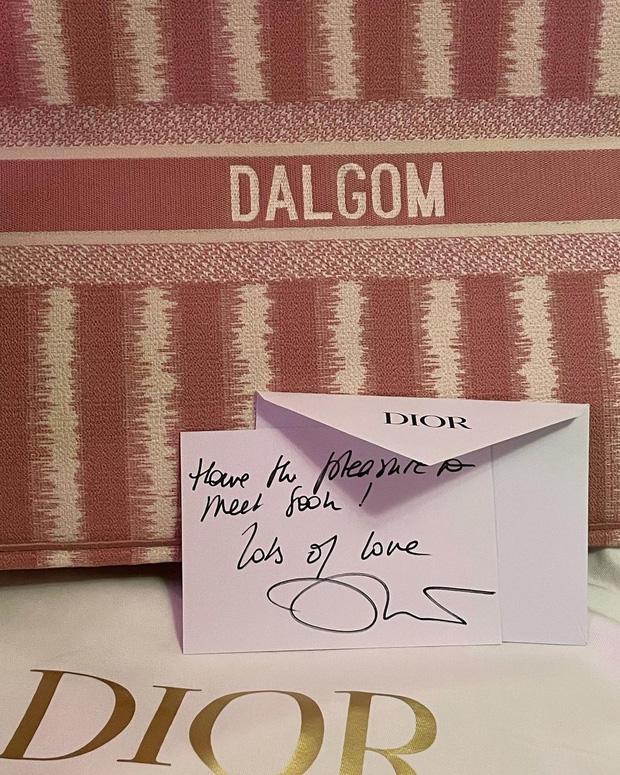 DALGOM
DIOR
Have the pleasure to
meet soon !
lots of love
DIOR